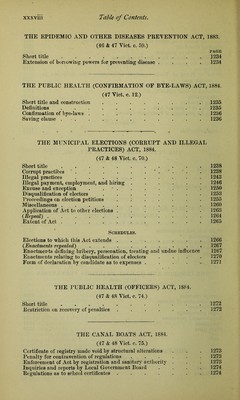 xxxviii Table of Contents.
THE EPIDEMIC AND OTHER DISEASES PREVENTION ACT, 1883.
(46 & 47 Vict. c. 59.)
PAGE
Short title . . . . . 1234
Extension of borrowing powers for preventing disease . . . 1234
THE PUBLIC HEALTH (CONFIRMATION OF BYE-LAWS) ACT, 1884.
(47 Vict. c. 12.)
Short title and construction . . . . . 1235
Definitions . . . . . 1235
Confirmation of bye-laws . . . . . 1236
Saving clause . . . . . 1236
THE MUNICIPAL ELECTIONS (CORRUPT AND ILLEGAL
PRACTICES) ACT, 1884.
(47 & 48 Vict. c. 70.)
Short title . . . . . 1238
Corrupt practices . . . . . 1238
Illegal practices . . . . . 1243
Illegal payment, employment, and hiring . . . . . 1246
Excuse and exception . . . . . 1250
Disqualification of electors . . . . . 1253
Proceedings on election petitions . . . . . 1255
Miscellaneous . . . . . 1260
Application of Act to other elections . . . . . 1263
(Repeal) . . . . . 1264
Extent of Act . . . . . 1265
SCHEDULES.
Elections to which this Act extends . . . . . 1266
(Enactments repealed) . . . . . 1267
Enactments defining bribery, personation, treating and undue influence 1267
Enactments relating to disqualification of electors . . . 1270
Form of declaration by candidate as to expenses . . . 1271
THE PUBLIC HEALTH (OFFICERS) ACT, 1884.
(47 & 48 Vict. c. 74.)
Short title . . . . . 1272
Restriction on recovery of penalties . . . . . 1272
THE CANAL BOATS ACT, 1884.
(47 & 48 Vict. c. 75.)
Certificate of registry made void by structural alterations . . . 1273
Penalty for contravention of regulations . . . . . 1273
Enforcement of Act by registration and sanitary authority . . . 1273
Inquiries and reports by Local Government Board . . . 1274
Regulations as to school certificates . . . . . 1274